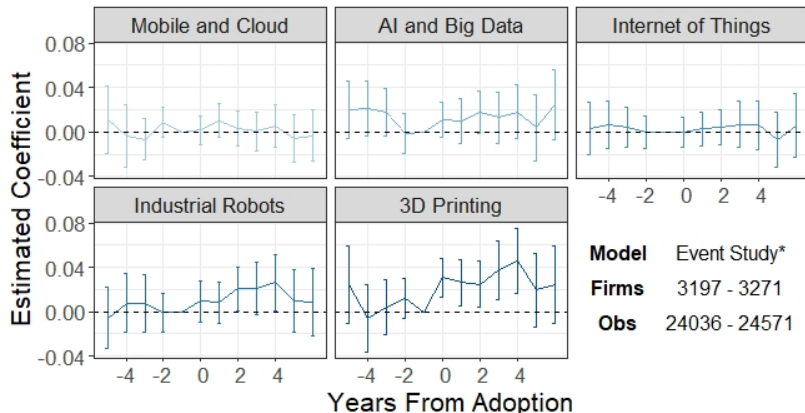 Mobile and Cloud
AI and Big Data
Internet of Things
0.08
0.04
0.00
-0.04
-4 -2 0 2 4
Industrial Robots
3D Printing
0.08
0.04
0.00
-0.04
-4 -2 0 2 4
-4 -2 0 2 4
Estimated Coefficient
Years From Adoption
Model Event Study*
Firms 3197 - 3271
Obs 24036 - 24571